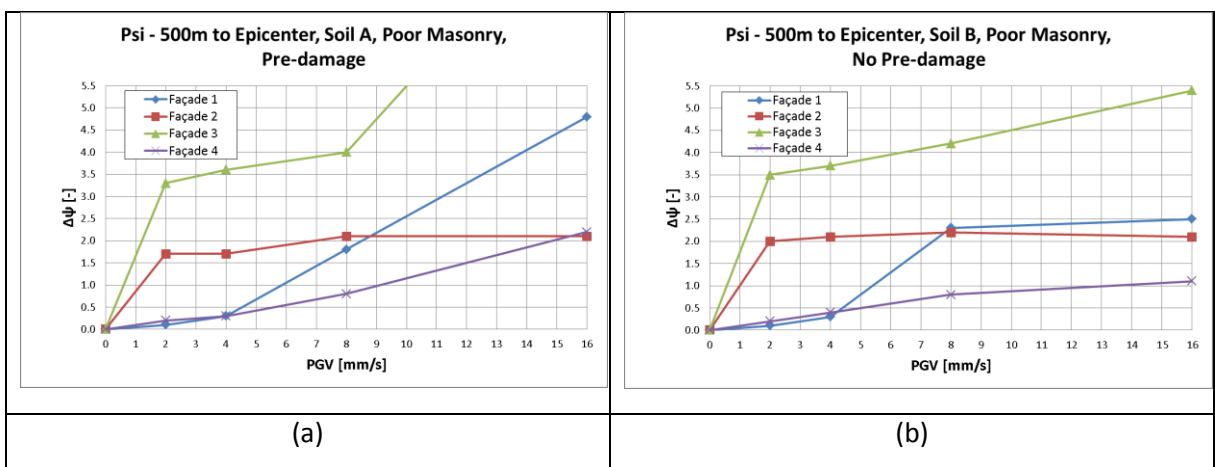 Psi - 500m to Epicenter, Soil A, Poor Masonry,
Pre-damage
5.5
5.0
4.5
4.0
3.5
3.0
2.5
2.0
1.5
1.0
0.5
0.0
Δψ [-]
Façade 1
Façade 2
Façade 3
Façade 4
0 1 2 3 4 5 6 7 8 9 10 11 12 13 14 15 16
PGV [mm/s]
(a)
Psi - 500m to Epicenter, Soil B, Poor Masonry,
No Pre-damage
5.5
5.0
4.5
4.0
3.5
3.0
2.5
2.0
1.5
1.0
0.5
0.0
Δψ [-]
Façade 1
Façade 2
Façade 3
Façade 4
0 1 2 3 4 5 6 7 8 9 10 11 12 13 14 15 16
PGV [mm/s]
(b)